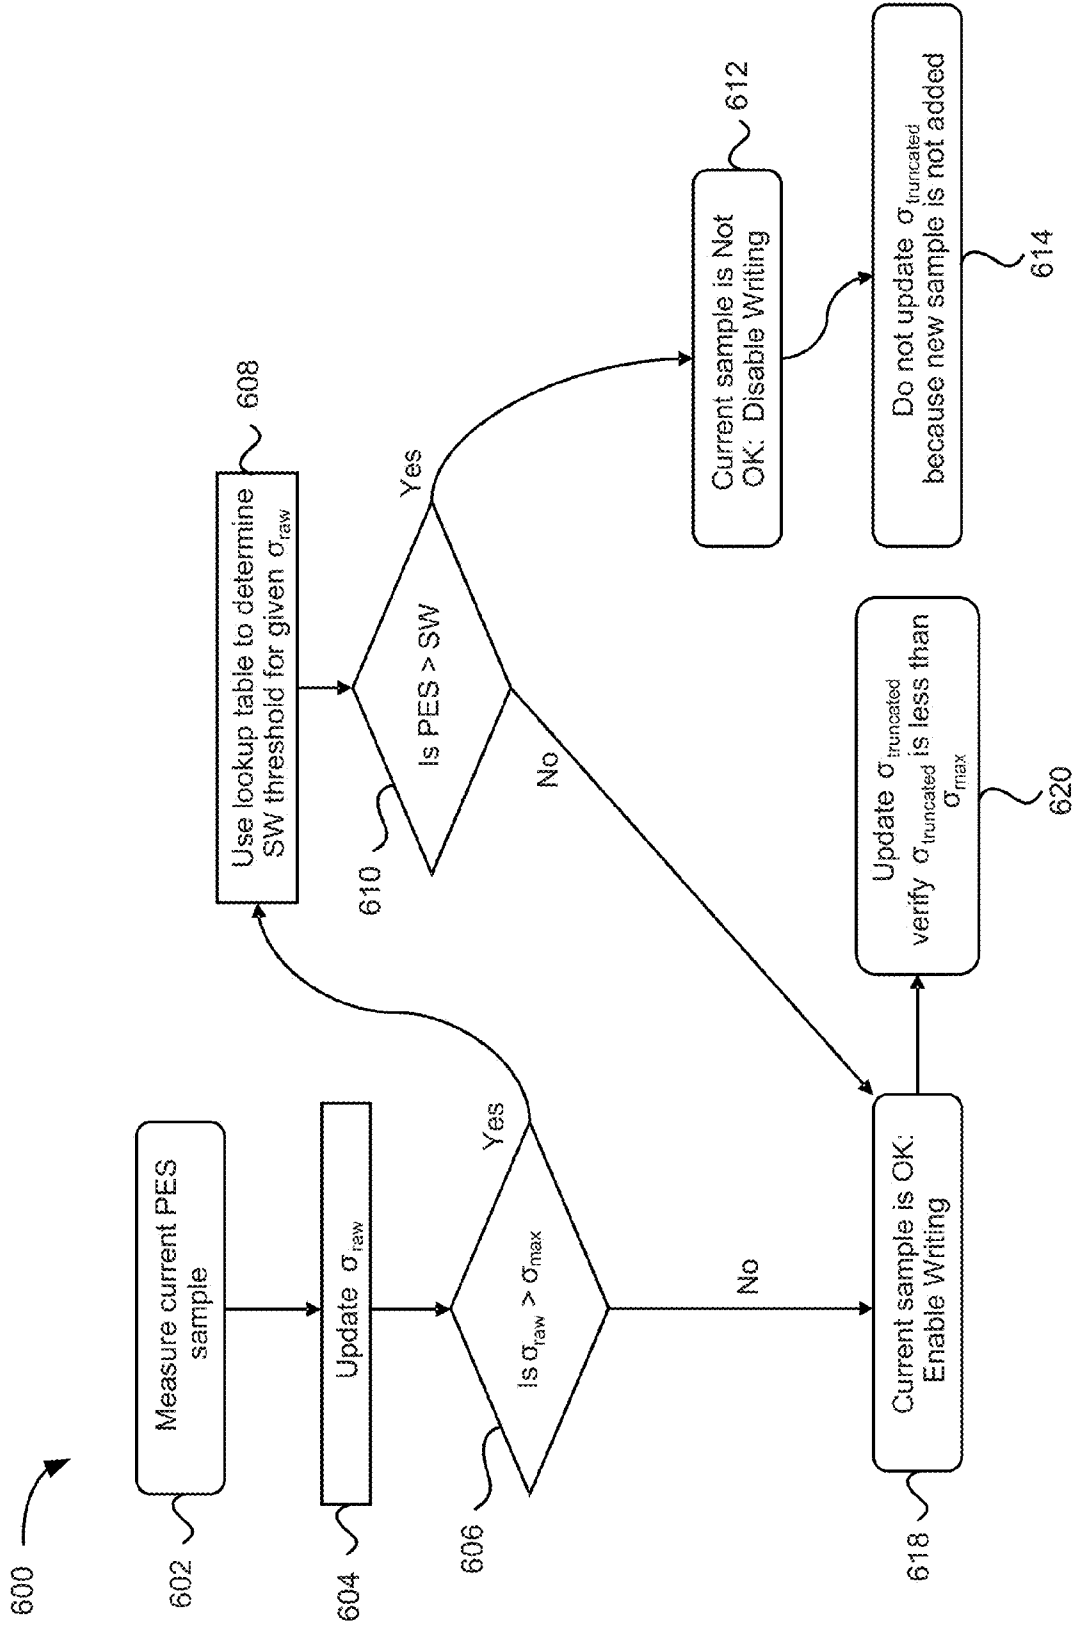 600
602
Measure current PES
sample
604
Update σraw
606
Is σraw > σmax
Yes
No
608
Use lookup table to determine
SW threshold for given σraw
610
Is PES > SW
Yes
No
612
Current sample is Not
OK: Disable Writing
Do not update σtruncated
because new sample is not added
614
618
Current sample is OK:
Enable Writing
Update σtruncated
verify σtruncated is less than
σmax
620